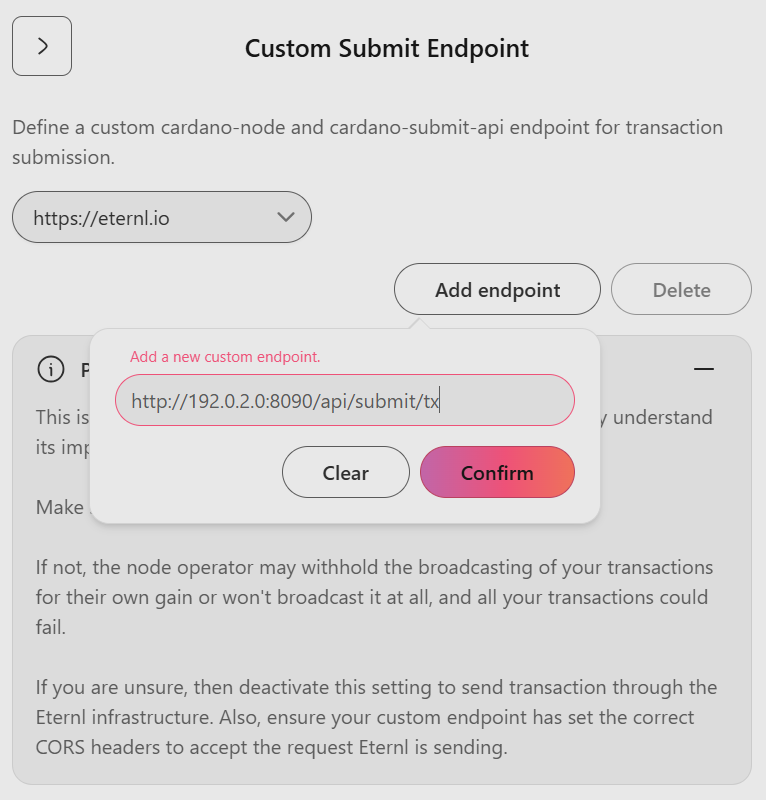 Custom Submit Endpoint
Define a custom cardano-node and cardano-submit-api endpoint for transaction
submission.
https://eternl.io
Add endpoint
Delete
Add a new custom endpoint.
http://192.0.2.0:8090/api/submit/tx
Clear
Confirm
This is
understand
its
Make
If not, the node operator may withhold the broadcasting of your transactions
for their own gain or won't broadcast it at all, and all your transactions could
fail.
If you are unsure, then deactivate this setting to send transaction through the
Eternl infrastructure. Also, ensure your custom endpoint has set the correct
CORS headers to accept the request Eternl is sending.